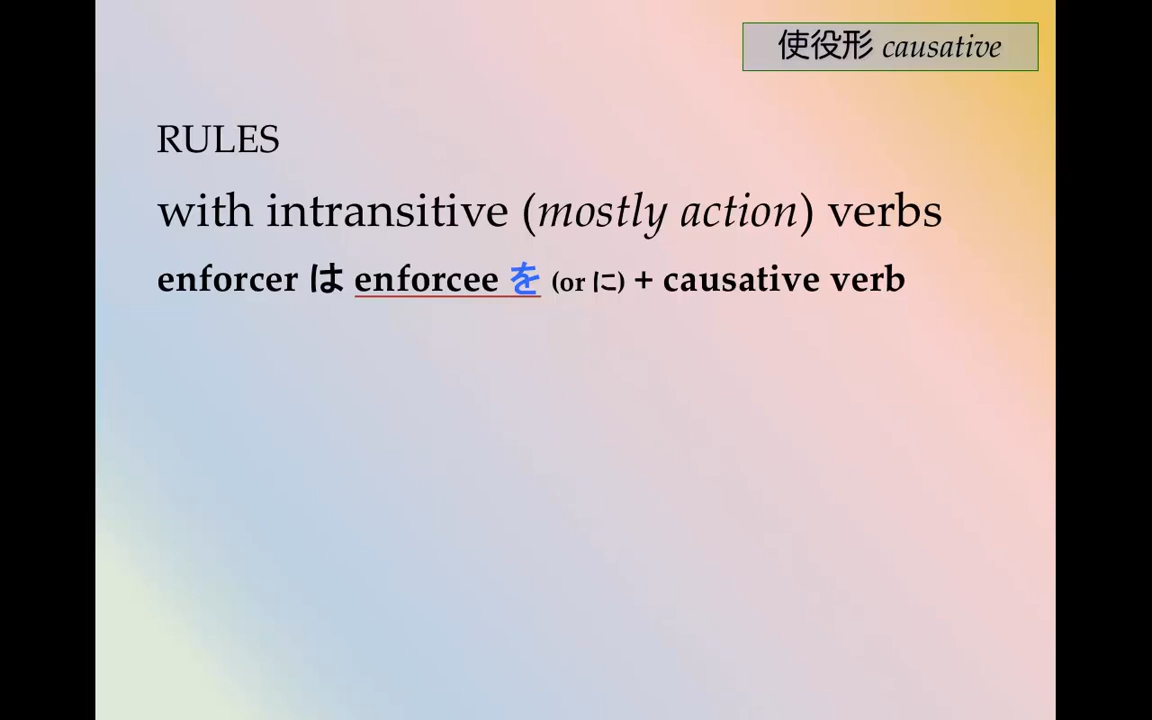 使役形 causative
RULES
with intransitive (mostly action) verbs
enforcer は enforcee を (or に) + causative verb